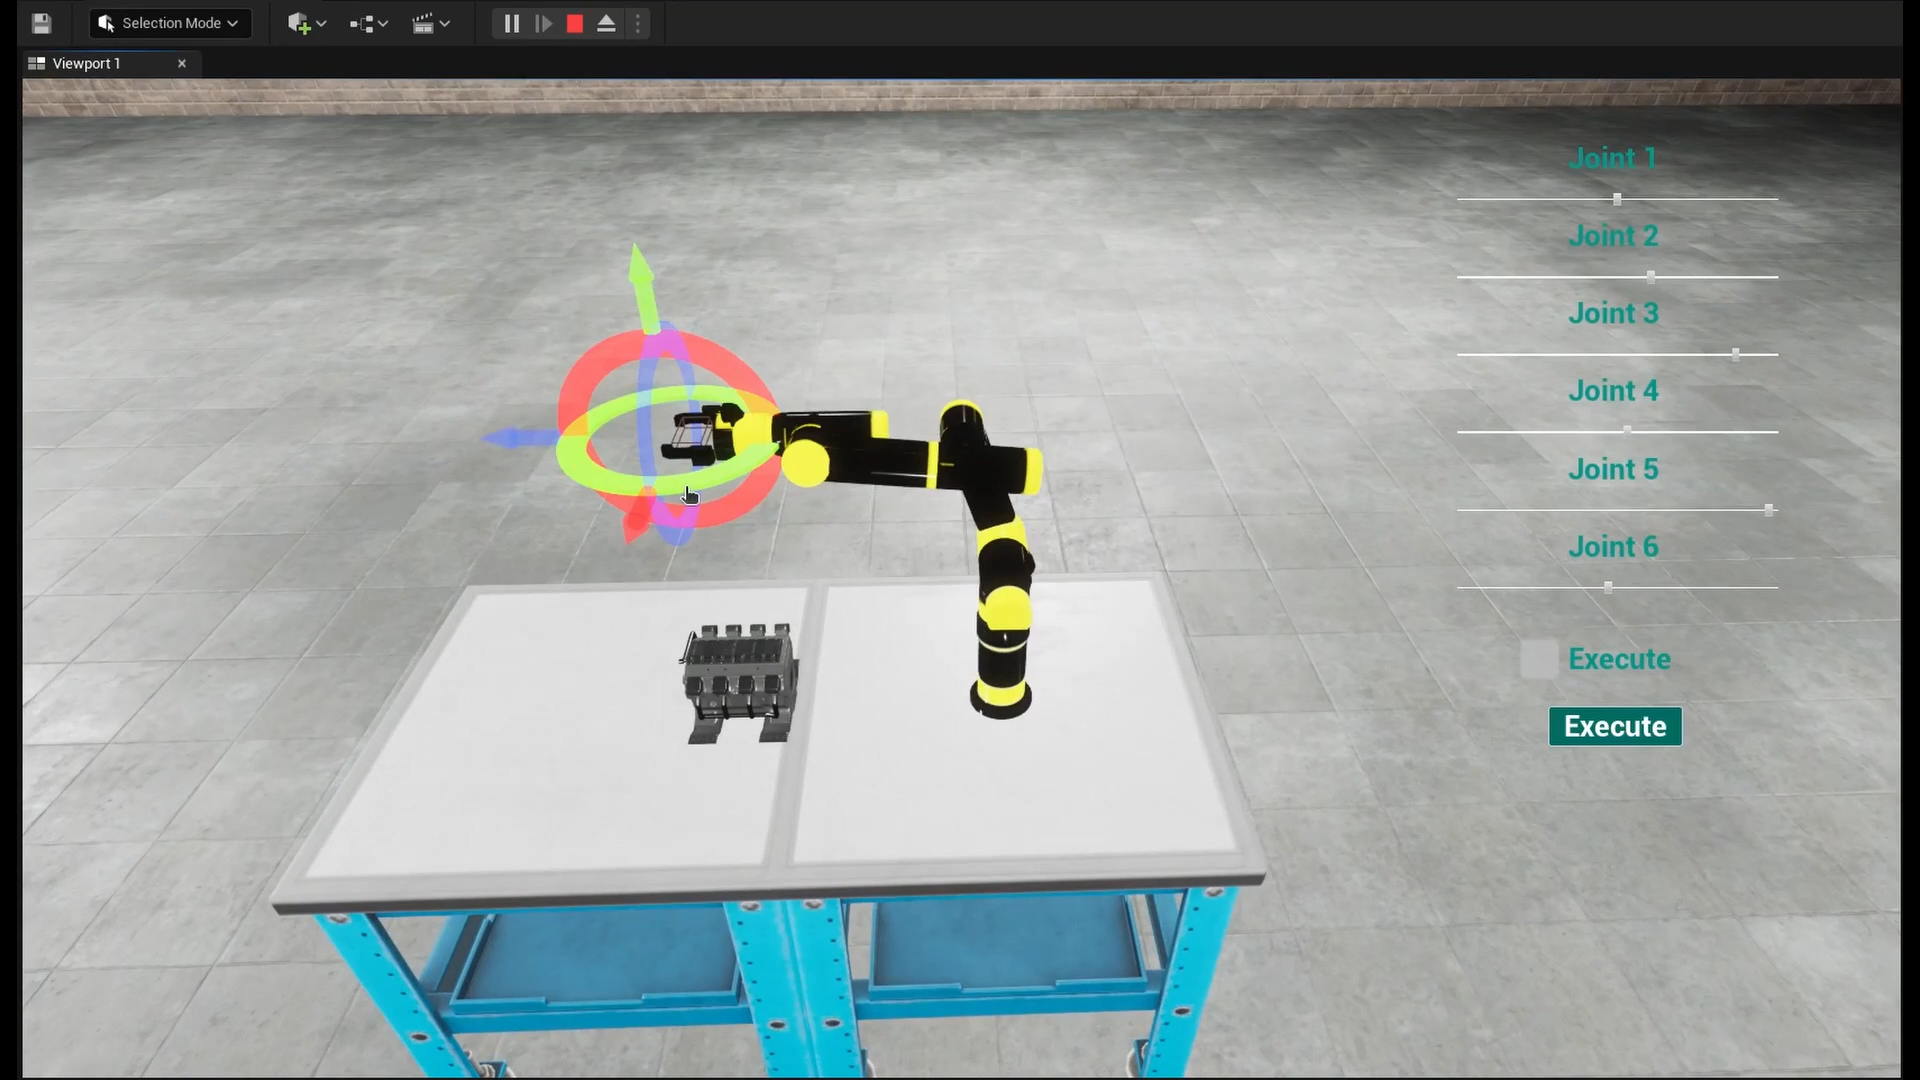 Selection Mode
Viewport 1
Joint 1
Joint 2
Joint 3
Joint 4
Joint 5
Joint 6
Execute
Execute